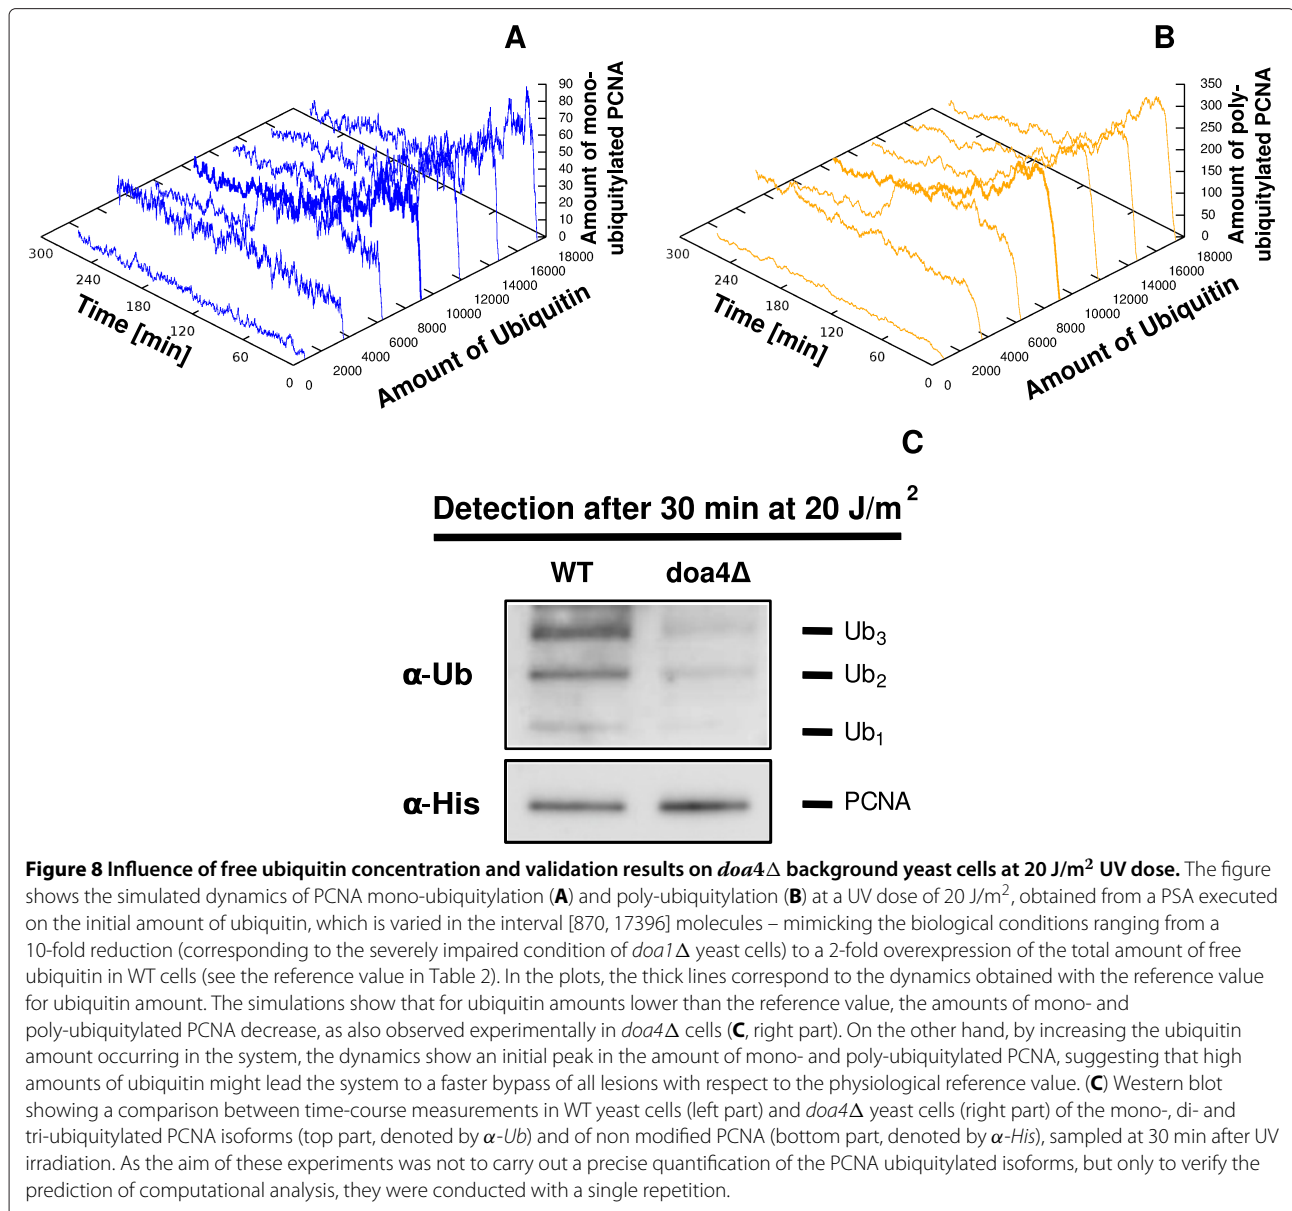 A
90
80
70
60
50
40
30
20
10
0
Amount of mono-
ubiquitylated PCNA
300
240
180
120
60
0
Time [min]
0
2000
4000
6000
8000
10000
12000
14000
16000
18000
Amount of Ubiquitin
B
350
300
250
200
150
100
50
0
Amount of poly-
ubiquitylated PCNA
300
240
180
120
60
0
Time [min]
0
2000
4000
6000
8000
10000
12000
14000
16000
18000
Amount of Ubiquitin
C
Detection after 30 min at 20 J/m²
WT doa4Δ
α-Ub
Ub₃
Ub₂
Ub₁
α-His
PCNA
Figure 8 Influence of free ubiquitin concentration and validation results on doa4Δ background yeast cells at 20 J/m² UV dose. The figure
shows the simulated dynamics of PCNA mono-ubiquitylation (A) and poly-ubiquitylation (B) at a UV dose of 20 J/m², obtained from a PSA executed
on the initial amount of ubiquitin, which is varied in the interval [870, 17396] molecules – mimicking the biological conditions ranging from a
10-fold reduction (corresponding to the severely impaired condition of doa1Δ yeast cells) to a 2-fold overexpression of the total amount of free
ubiquitin in WT cells (see the reference value in Table 2). In the plots, the thick lines correspond to the dynamics obtained with the reference value
for ubiquitin amount. The simulations show that for ubiquitin amounts lower than the reference value, the amounts of mono- and
poly-ubiquitylated PCNA decrease, as also observed experimentally in doa4Δ cells (C, right part). On the other hand, by increasing the ubiquitin
amount occurring in the system, the dynamics show an initial peak in the amount of mono- and poly-ubiquitylated PCNA, suggesting that high
amounts of ubiquitin might lead the system to a faster bypass of all lesions with respect to the physiological reference value. (C) Western blot
showing a comparison between time-course measurements in WT yeast cells (left part) and doa4Δ yeast cells (right part) of the mono-, di- and
tri-ubiquitylated PCNA isoforms (top part, denoted by α-Ub) and of non modified PCNA (bottom part, denoted by α-His), sampled at 30 min after UV
irradiation. As the aim of these experiments was not to carry out a precise quantification of the PCNA ubiquitylated isoforms, but only to verify the
prediction of computational analysis, they were conducted with a single repetition.